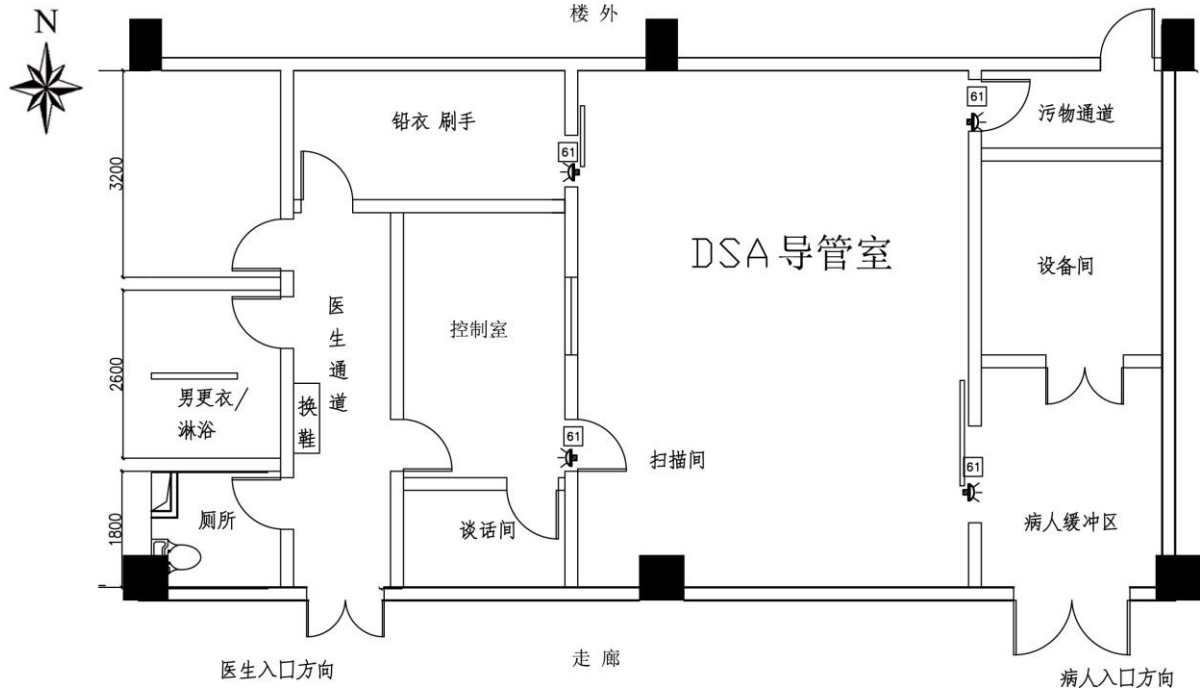 楼 外
N
61
污物通道
铅衣 刷手
61
3200
DSA 导管室
设备间
医生通道
控制室
2600
男更衣/
淋浴
换鞋
61
扫描间
61
厕所
谈话间
病人缓冲区
1800
走 廊
医生入口方向
病人入口方向